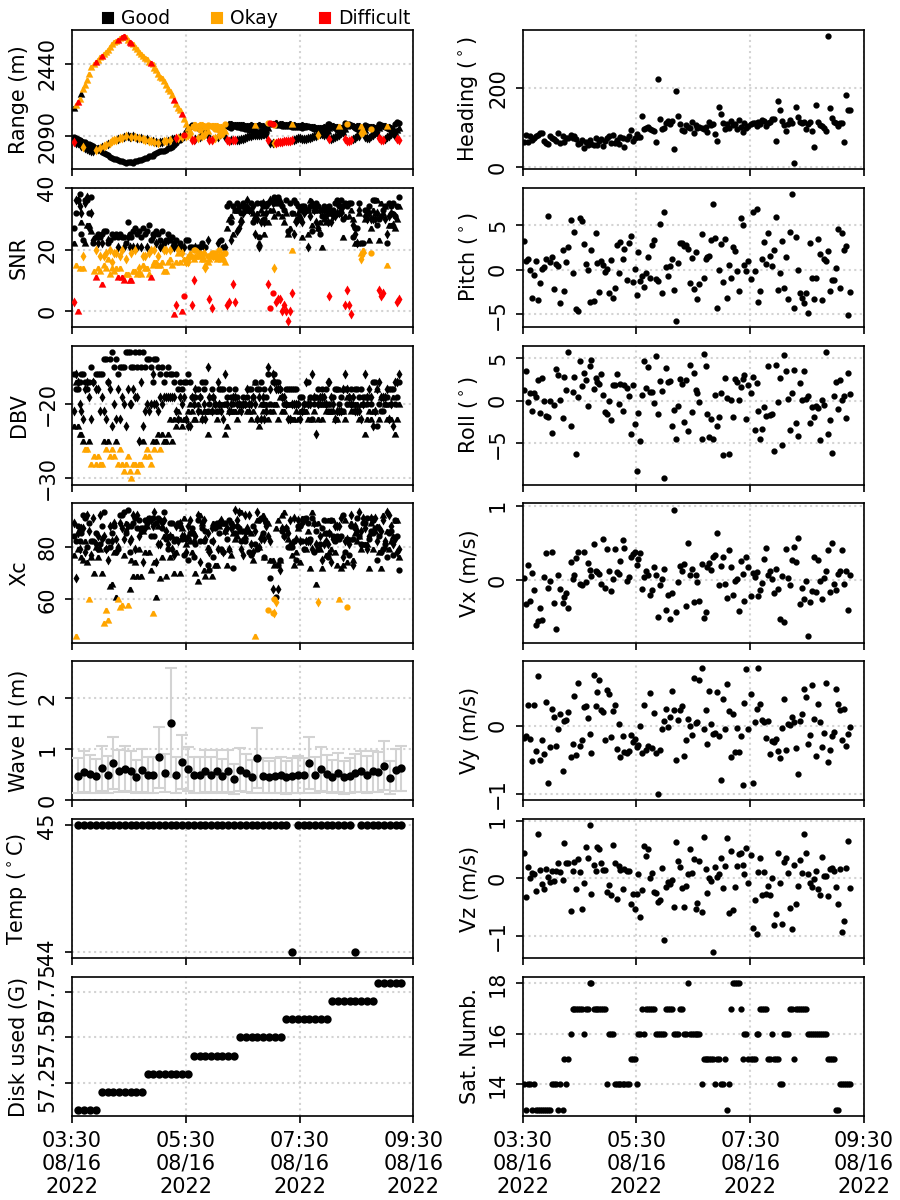 Good Okay Difficult
Range (m)
2440
2090
Heading (°)
200
0
SNR
40
20
0
Pitch (°)
5
0
−5
DBV
−20
−30
Roll (°)
5
0
−5
Xc
80
60
Vx (m/s)
1
0
Wave H (m)
2
1
0
Vy (m/s)
0
−1
Temp (°C)
45
44
Vz (m/s)
1
0
−1
Disk used (G)
57.75
57.50
57.25
Sat. Numb.
18
16
14
03:30 05:30 07:30 09:30
08/16 08/16 08/16 08/16
2022 2022 2022 2022
03:30 05:30 07:30 09:30
08/16 08/16 08/16 08/16
2022 2022 2022 2022